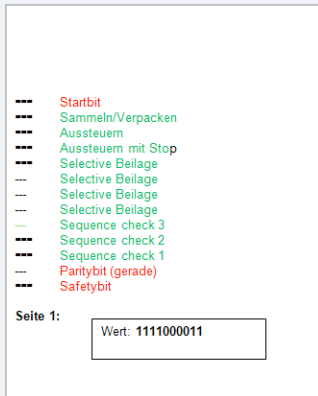 --- Startbit
--- Sammeln/Verpacken
--- Aussteuern
--- Aussteuern mit Stop
--- Selective Beilage
--- Selective Beilage
--- Selective Beilage
--- Selective Beilage
--- Sequence check 3
--- Sequence check 2
--- Sequence check 1
--- Paritybit (gerade)
--- Safetybit
Seite 1:
Wert: 1111000011